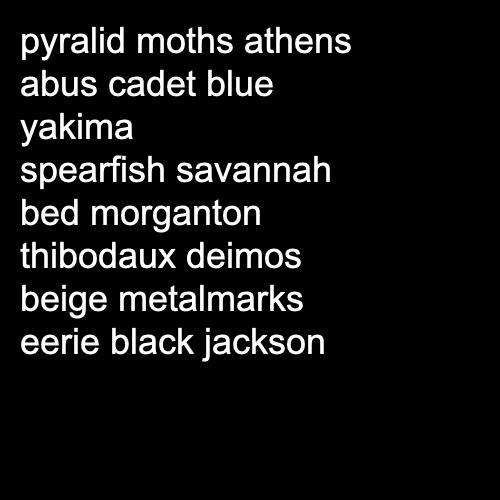 pyralid moths athens
abus cadet blue
yakima
spearfish savannah
bed morganton
thibodaux deimos
beige metalmarks
eerie black jackson